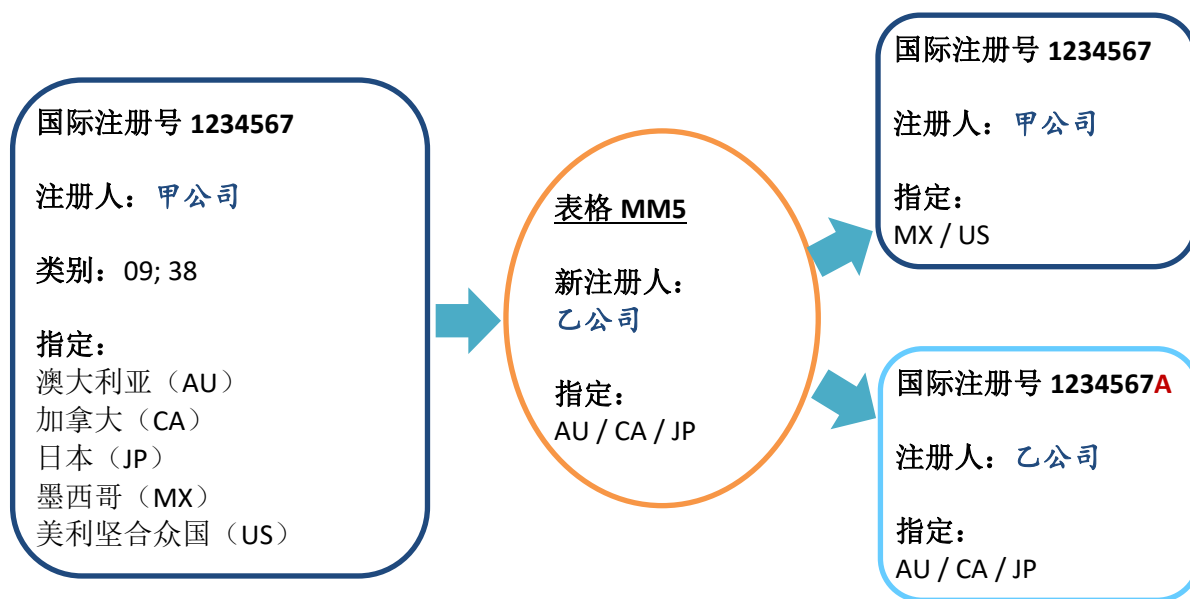 国际注册号 1234567
注册人：甲公司
类别：09; 38
指定：
澳大利亚（AU）
加拿大（CA）
日本（JP）
墨西哥（MX）
美利坚合众国（US）
表格 MM5
新注册人：
乙公司
指定：
AU / CA / JP
国际注册号 1234567
注册人：甲公司
指定：
MX / US
国际注册号 1234567A
注册人：乙公司
指定：
AU / CA / JP